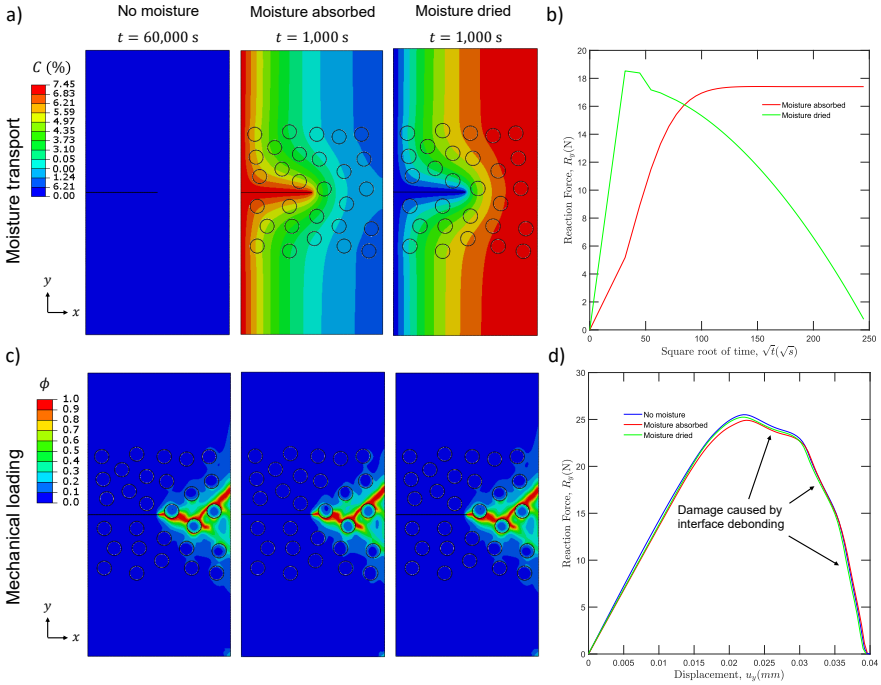 a)
No moisture
Moisture absorbed
Moisture dried
t = 60,000 s
t = 1,000 s
t = 1,000 s
Moisture transport
C (%)
7.45
6.83
6.21
5.59
4.97
4.35
3.73
3.10
0.05
0.00
1.24
6.21
0.00
y
x
b)
Reaction Force, R_y(N)
20
18
16
14
12
10
8
6
4
2
0
Moisture absorbed
Moisture dried
0
50
100
150
200
250
Square root of time, √t(√s)
c)
Mechanical loading
ϕ
1.0
0.9
0.8
0.7
0.6
0.5
0.4
0.3
0.2
0.1
0.0
y
x
d)
Reaction Force, R_y(N)
30
25
20
15
10
5
0
No moisture
Moisture absorbed
Moisture dried
Damage caused by
interface debonding
0
0.005
0.01
0.015
0.02
0.025
0.03
0.035
0.04
Displacement, u_y(mm)